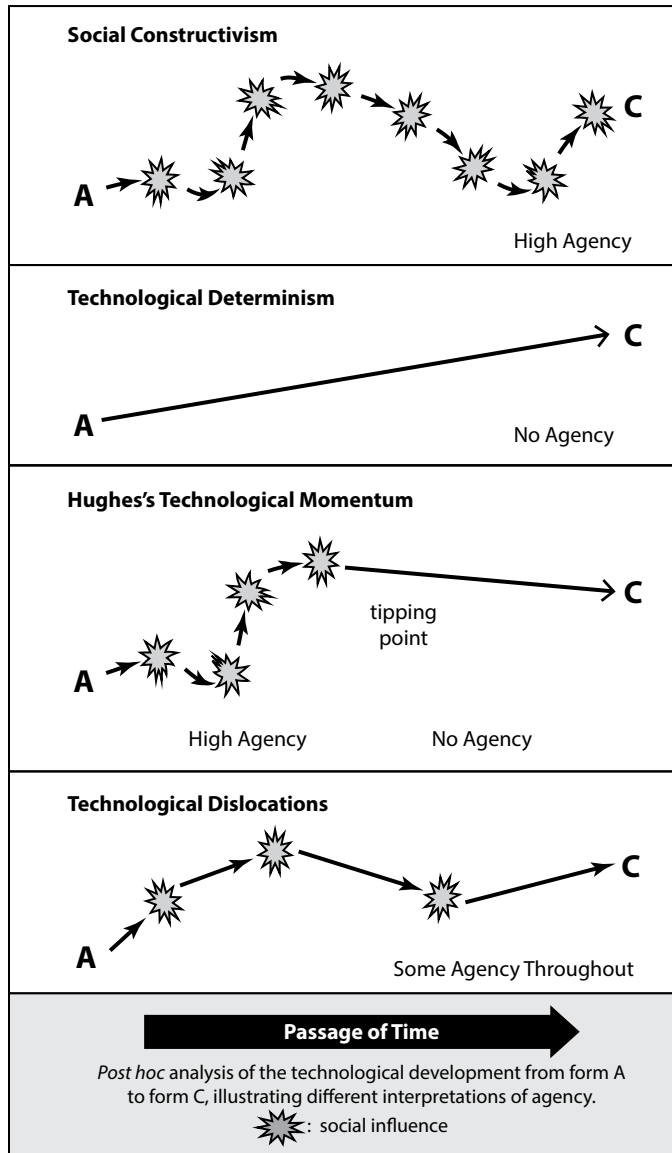 Social Constructivism
C
A
High Agency
Technological Determinism
C
A
No Agency
Hughes's Technological Momentum
C
tipping
point
A
High Agency No Agency
Technological Dislocations
C
A
Some Agency Throughout
Passage of Time
Post hoc analysis of the technological development from form A
to form C, illustrating different interpretations of agency.
: social influence